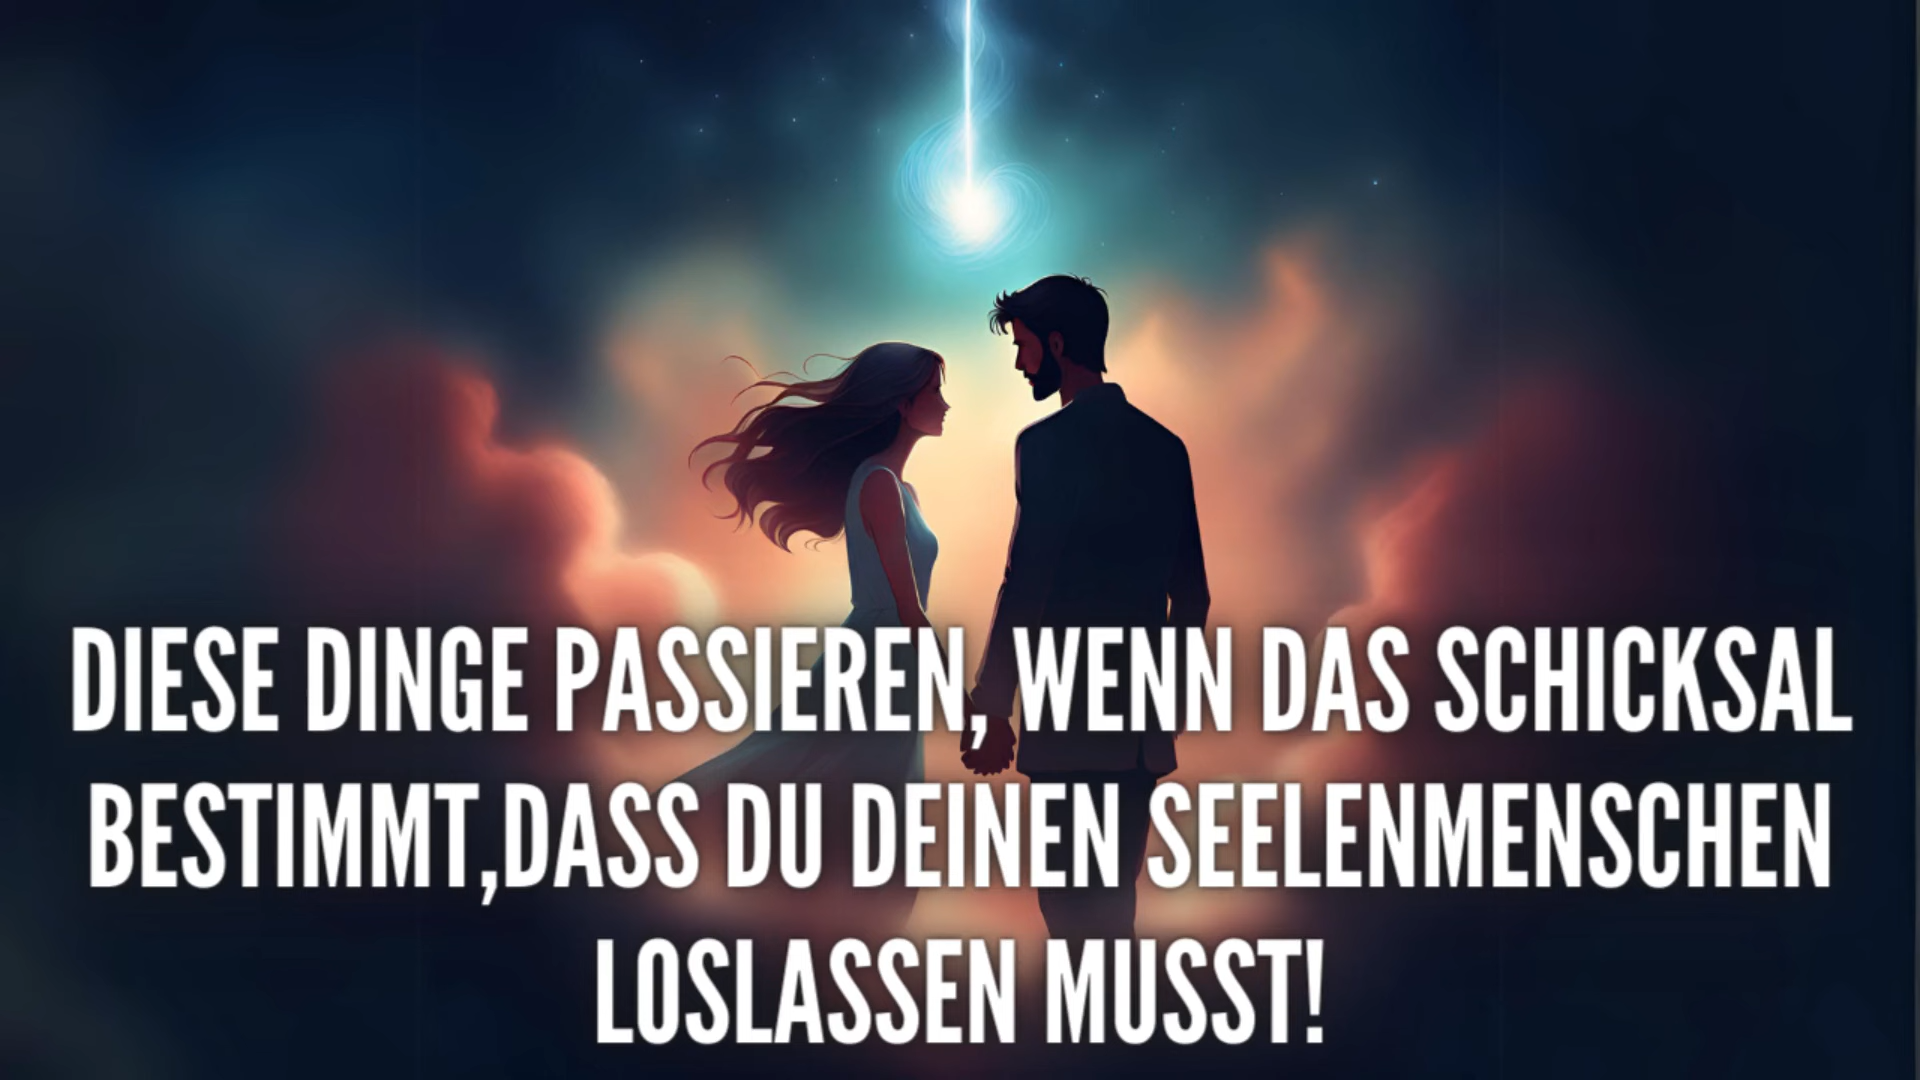 DIESE DINGE PASSIEREN, WENN DAS SCHICKSAL
BESTIMMT,DASS DU DEINEN SEELENMENSCHEN
LOSLASSEN MUSST!